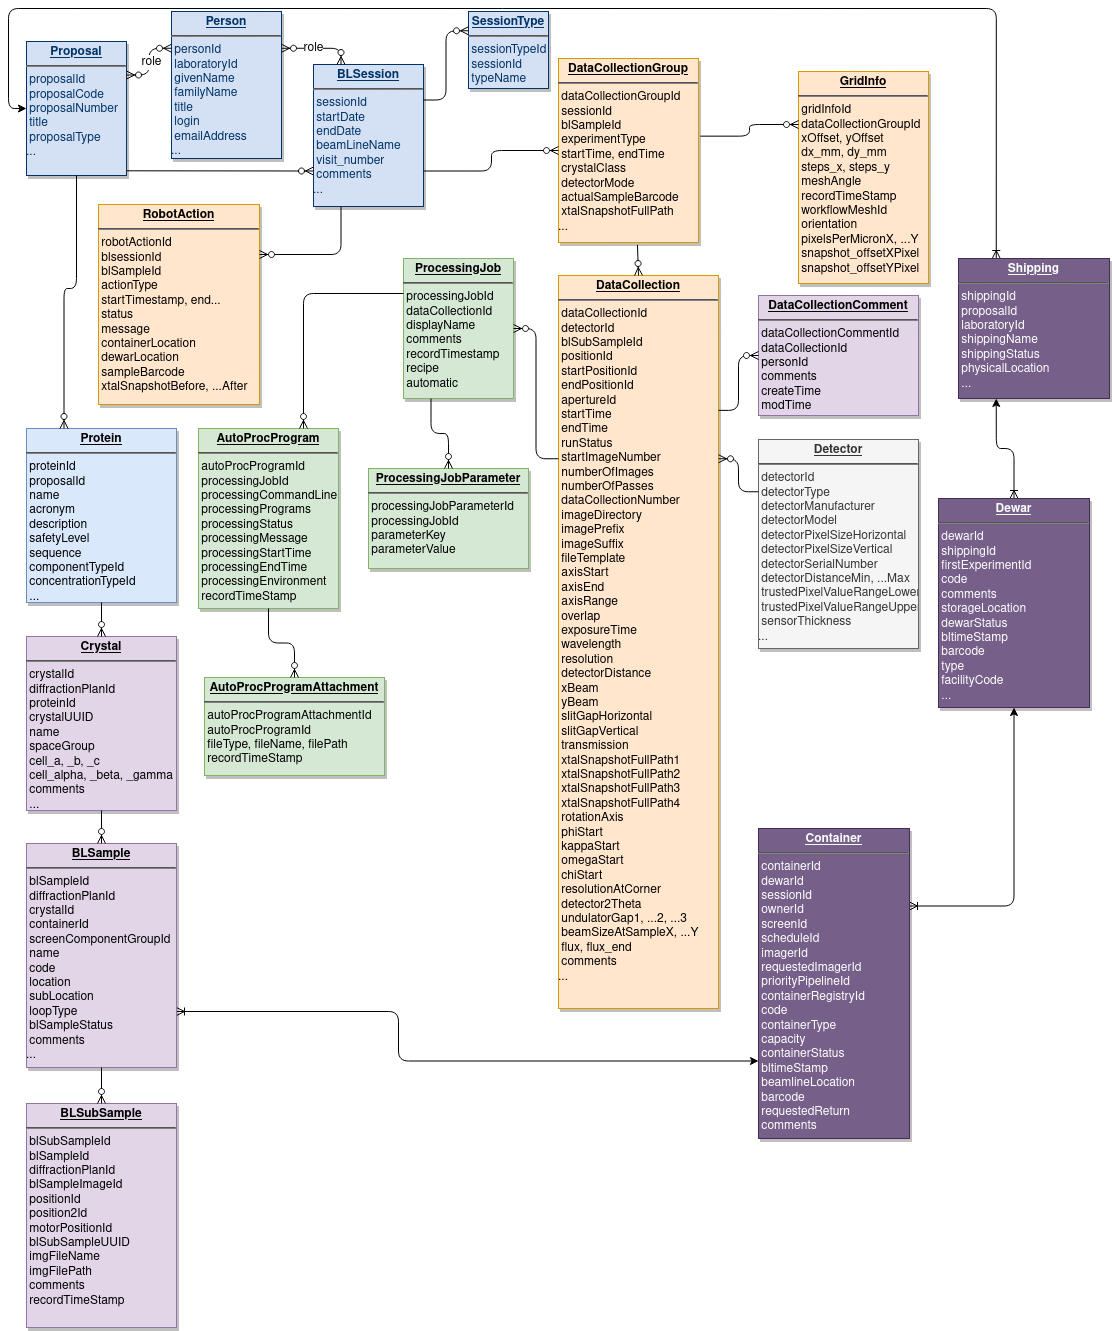 Proposal
proposalId
proposalCode
proposalNumber
title
proposalType
...
role
Person
personId
laboratoryId
givenName
familyName
title
login
emailAddress
...
role
BLSession
sessionId
startDate
endDate
beamLineName
visit_number
comments
...
SessionType
sessionTypeId
sessionId
typeName
DataCollectionGroup
dataCollectionGroupId
sessionId
blSampleId
experimentType
startTime, endTime
crystalClass
detectorMode
actualSampleBarcode
xtalSnapshotFullPath
...
GridInfo
gridInfoId
dataCollectionGroupId
xOffset, yOffset
dx_mm, dy_mm
steps_x, steps_y
meshAngle
recordTimeStamp
workflowMeshId
orientation
pixelsPerMicronX, ...Y
snapshot_offsetXPixel
snapshot_offsetYPixel
RobotAction
robotActionId
blsessionId
blSampleId
actionType
startTimestamp, end...
status
message
containerLocation
dewarLocation
sampleBarcode
xtalSnapshotBefore, ...After
ProcessingJob
processingJobId
dataCollectionId
displayName
comments
recordTimestamp
recipe
automatic
DataCollection
dataCollectionId
detectorId
blSubSampleId
positionId
startPositionId
endPositionId
apertureId
startTime
endTime
runStatus
startImageNumber
numberOfImages
numberOfPasses
dataCollectionNumber
imageDirectory
imagePrefix
imageSuffix
fileTemplate
axisStart
axisEnd
axisRange
overlap
exposureTime
wavelength
resolution
detectorDistance
xBeam
yBeam
slitGapHorizontal
slitGapVertical
transmission
xtalSnapshotFullPath1
xtalSnapshotFullPath2
xtalSnapshotFullPath3
xtalSnapshotFullPath4
rotationAxis
phiStart
kappaStart
omegaStart
chiStart
resolutionAtCorner
detector2Theta
undulatorGap1, ...2, ...3
beamSizeAtSampleX, ...Y
flux, flux_end
comments
...
DataCollectionComment
dataCollectionCommentId
dataCollectionId
personId
comments
createTime
modTime
Shipping
shippingId
proposalId
laboratoryId
shippingName
shippingStatus
physicalLocation
...
Protein
proteinId
proposalId
name
acronym
description
safetyLevel
sequence
componentTypeId
concentrationTypeId
...
AutoProcProgram
autoProcProgramId
processingJobId
processingCommandLine
processingPrograms
processingStatus
processingMessage
processingStartTime
processingEndTime
processingEnvironment
recordTimeStamp
ProcessingJobParameter
processingJobParameterId
processingJobId
parameterKey
parameterValue
Detector
detectorId
detectorType
detectorManufacturer
detectorModel
detectorPixelSizeHorizontal
detectorPixelSizeVertical
detectorSerialNumber
detectorDistanceMin, ...Max
trustedPixelValueRangeLower
trustedPixelValueRangeUppe
sensorThickness
...
Dewar
dewarId
shippingId
firstExperimentId
code
comments
storageLocation
dewarStatus
bltimeStamp
barcode
type
facilityCode
...
Crystal
crystalId
diffractionPlanId
proteinId
crystalUUID
name
spaceGroup
cell_a, _b, _c
cell_alpha, _beta, _gamma
comments
...
AutoProcProgramAttachment
autoProcProgramAttachmentId
autoProcProgramId
fileType, fileName, filePath
recordTimeStamp
BLSample
blSampleId
diffractionPlanId
crystalId
containerId
screenComponentGroupId
name
code
location
subLocation
loopType
blSampleStatus
comments
...
Container
containerId
dewarId
sessionId
ownerId
screenId
scheduleId
imagerId
requestedImagerId
priorityPipelineId
containerRegistryId
code
containerType
capacity
containerStatus
bltimeStamp
beamlineLocation
barcode
requestedReturn
comments
BLSubSample
blSubSampleId
blSampleId
diffractionPlanId
blSampleImageId
positionId
position2Id
motorPositionId
blSubSampleUUID
imgFileName
imgFilePath
comments
recordTimeStamp